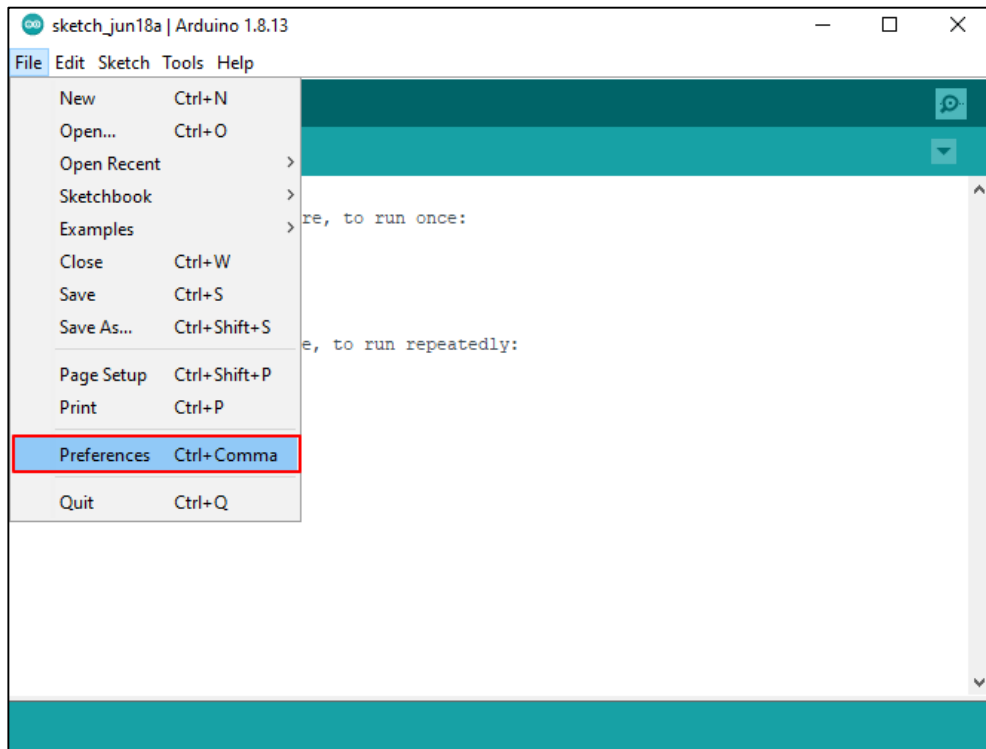 sketch_jun18a | Arduino 1.8.13
File Edit Sketch Tools Help
New Ctrl+N
Open... Ctrl+O
Open Recent
Sketchbook
Examples
Close Ctrl+W
Save Ctrl+S
Save As... Ctrl+Shift+S
Page Setup Ctrl+Shift+P
Print Ctrl+P
Preferences Ctrl+Comma
Quit Ctrl+Q
re, to run once:
e, to run repeatedly: